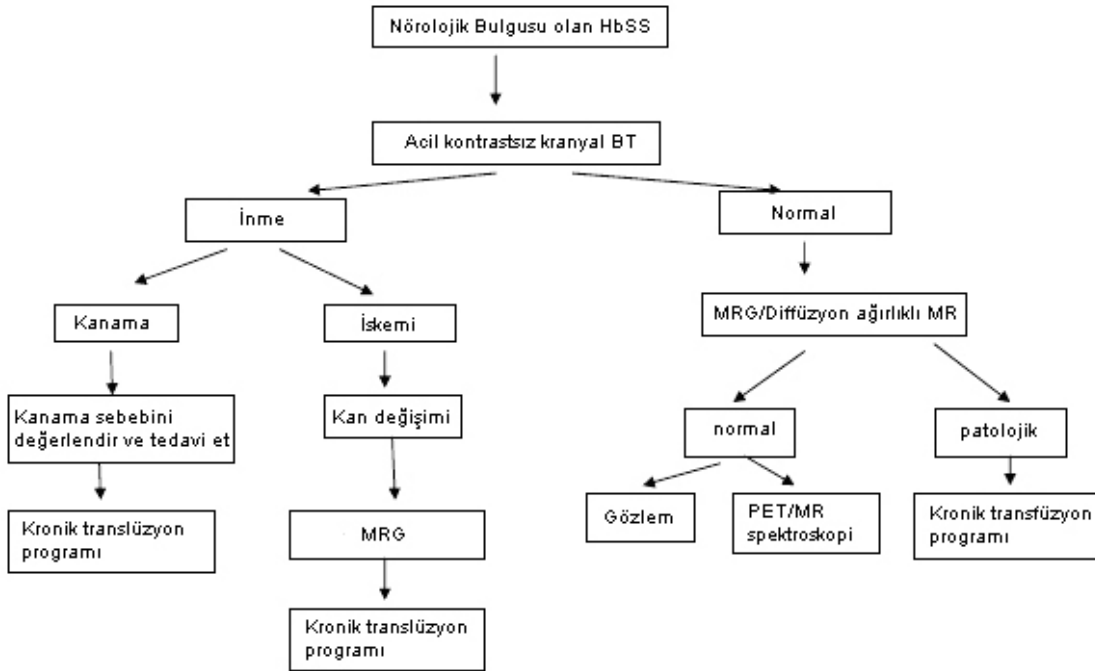 Nörolojik Bulgusu olan HbSS
Acil kontrastsız kranyal BT
İnme
Normal
Kanama
İskemi
MRG/Diffüzyon ağırlıklı MR
Kanama sebebini
değerlendir ve tedavi et
Kan değişimi
normal
patolojik
Kronik translüzyon
programı
MRG
Gözlem
PET/MR
spektroskopi
Kronik transfüzyon
programı
Kronik translüzyon
programı